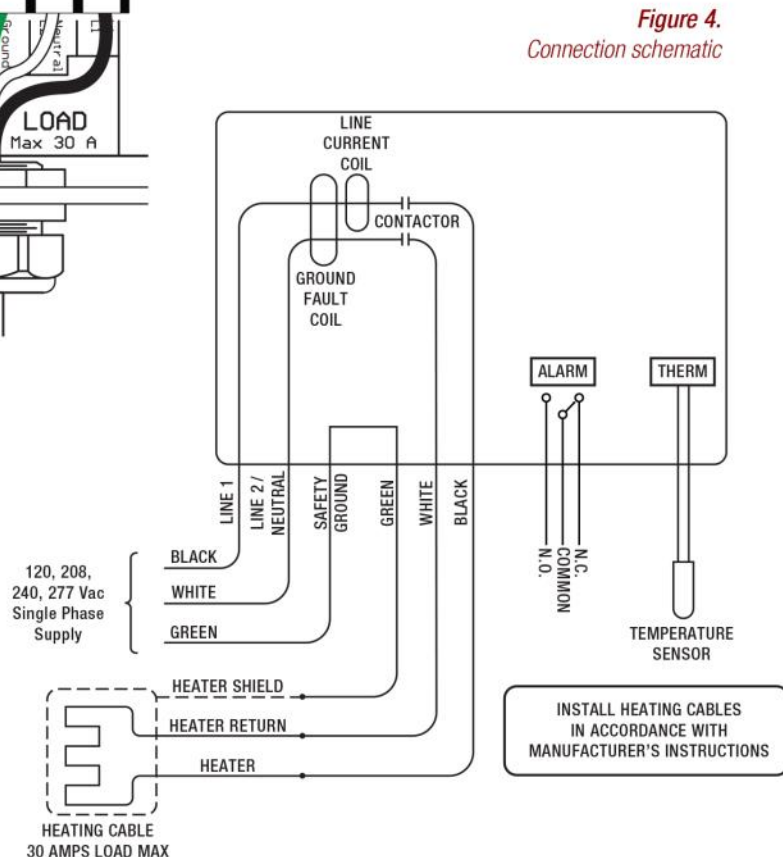 Figure 4.
Connection schematic
Ground
Neutral
L1
LOAD
Max 30 A
LINE
CURRENT
COIL
CONTACTOR
GROUND
FAULT
COIL
ALARM
THERM
LINE 1
LINE 2 /
NEUTRAL
SAFETY
GROUND
GREEN
WHITE
BLACK
N.O.
COMMON
N.C.
120, 208,
240, 277 Vac
Single Phase
Supply
BLACK
WHITE
GREEN
TEMPERATURE
SENSOR
HEATER SHIELD
HEATER RETURN
HEATER
INSTALL HEATING CABLES
IN ACCORDANCE WITH
MANUFACTURER'S INSTRUCTIONS
HEATING CABLE
30 AMPS LOAD MAX